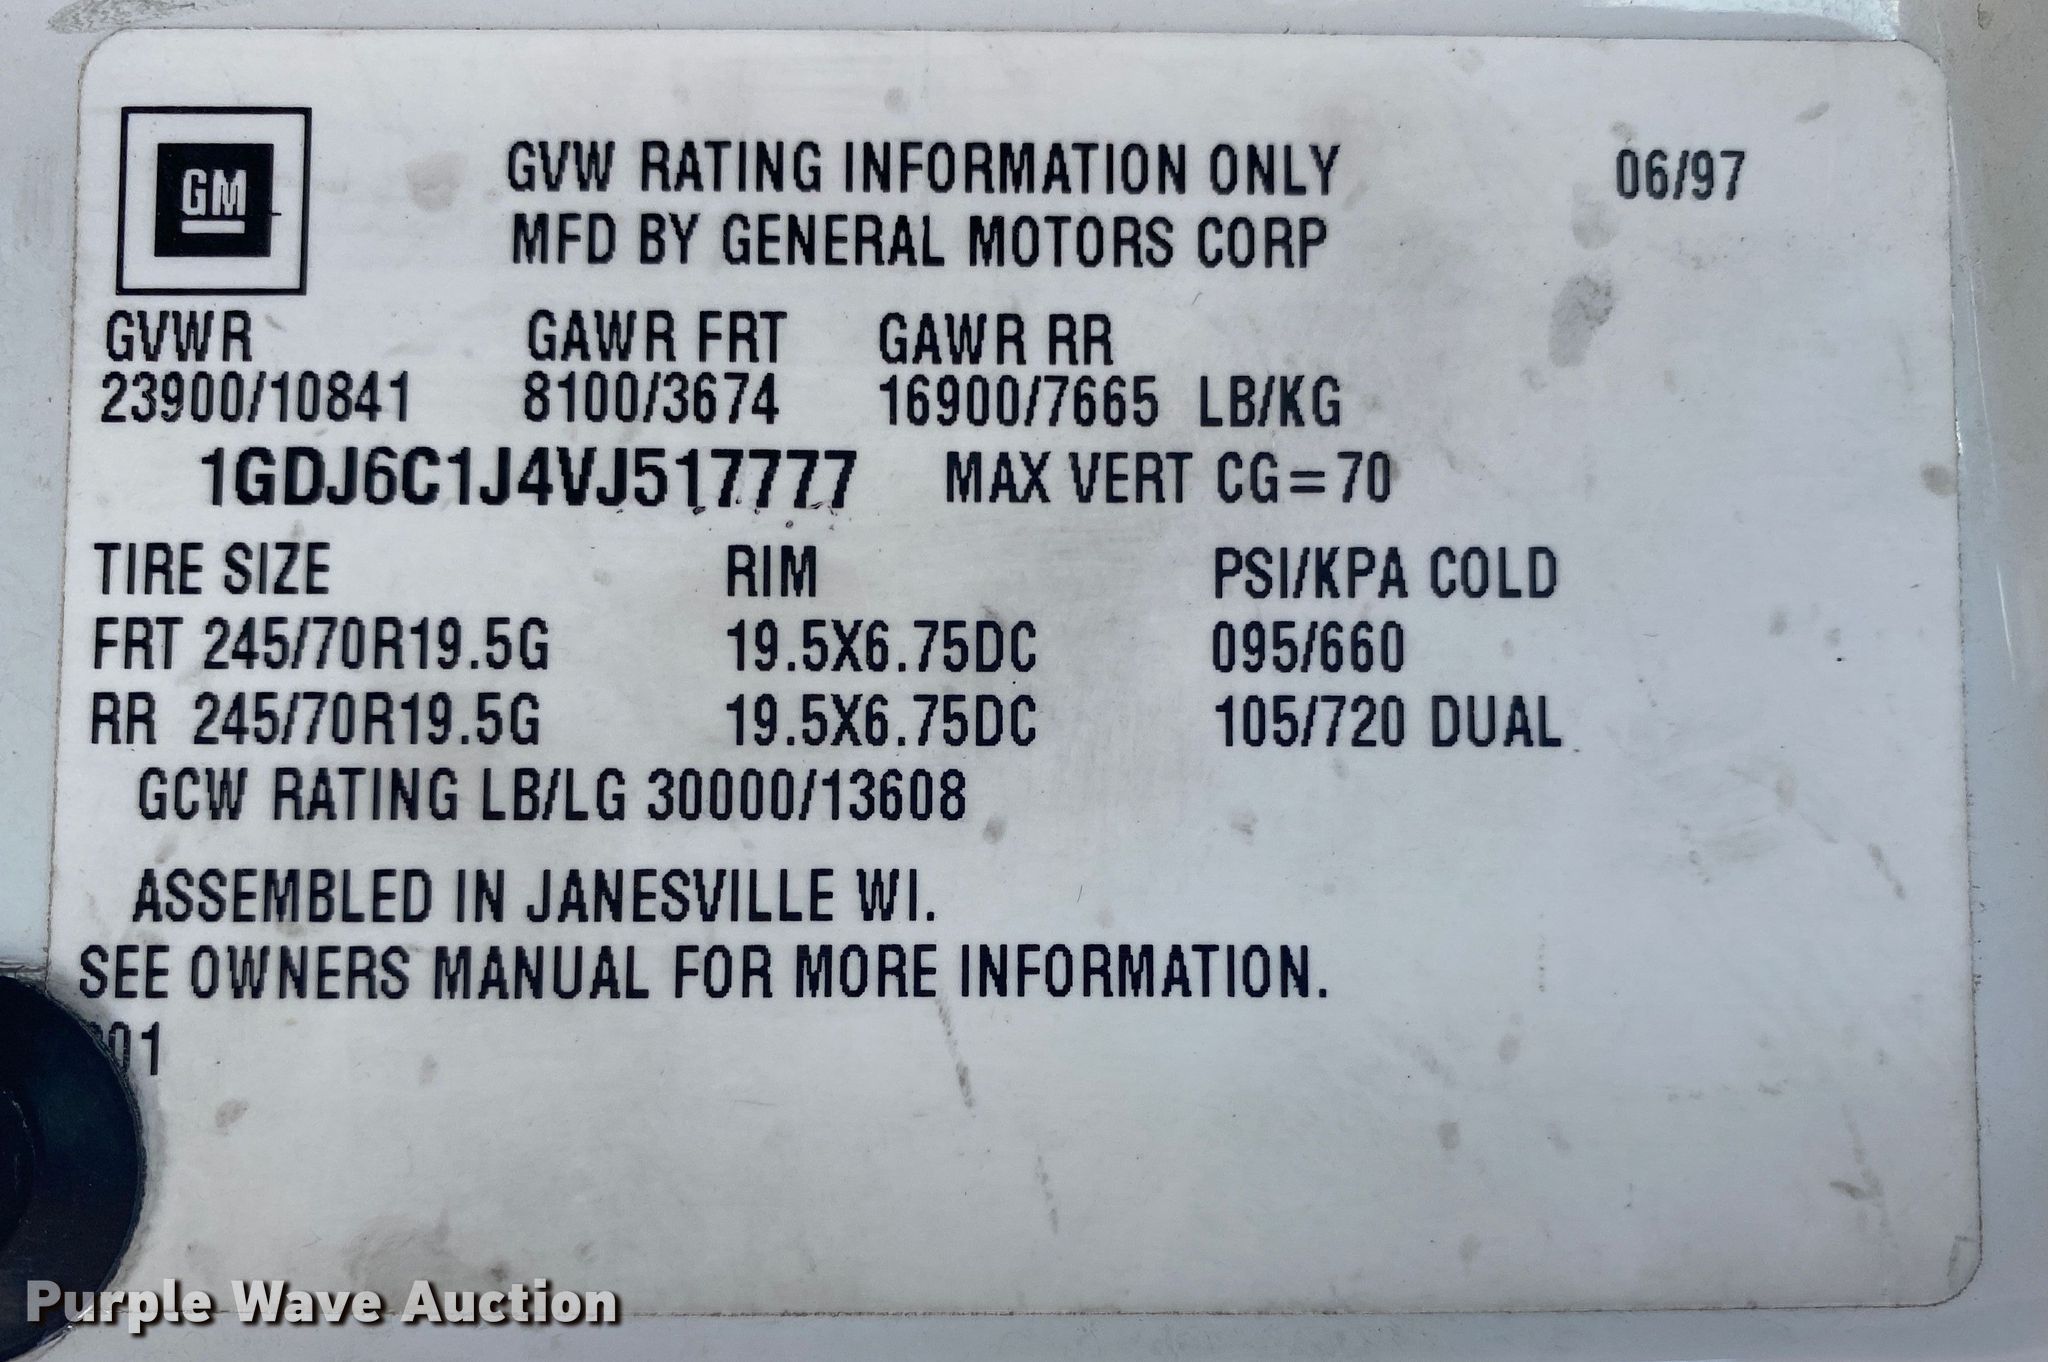 GM
GVW RATING INFORMATION ONLY 06/97
MFD BY GENERAL MOTORS CORP
GVWR GAWR FRT GAWR RR
23900/10841 8100/3674 16900/7665 LB/KG
1GDJ6C1J4VJ517777 MAX VERT CG=70
TIRE SIZE RIM PSI/KPA COLD
FRT 245/70R19.5G 19.5X6.75DC 095/660
RR 245/70R19.5G 19.5X6.75DC 105/720 DUAL
GCW RATING LB/LG 30000/13608
ASSEMBLED IN JANESVILLE WI.
SEE OWNERS MANUAL FOR MORE INFORMATION.
Purple Wave Auction